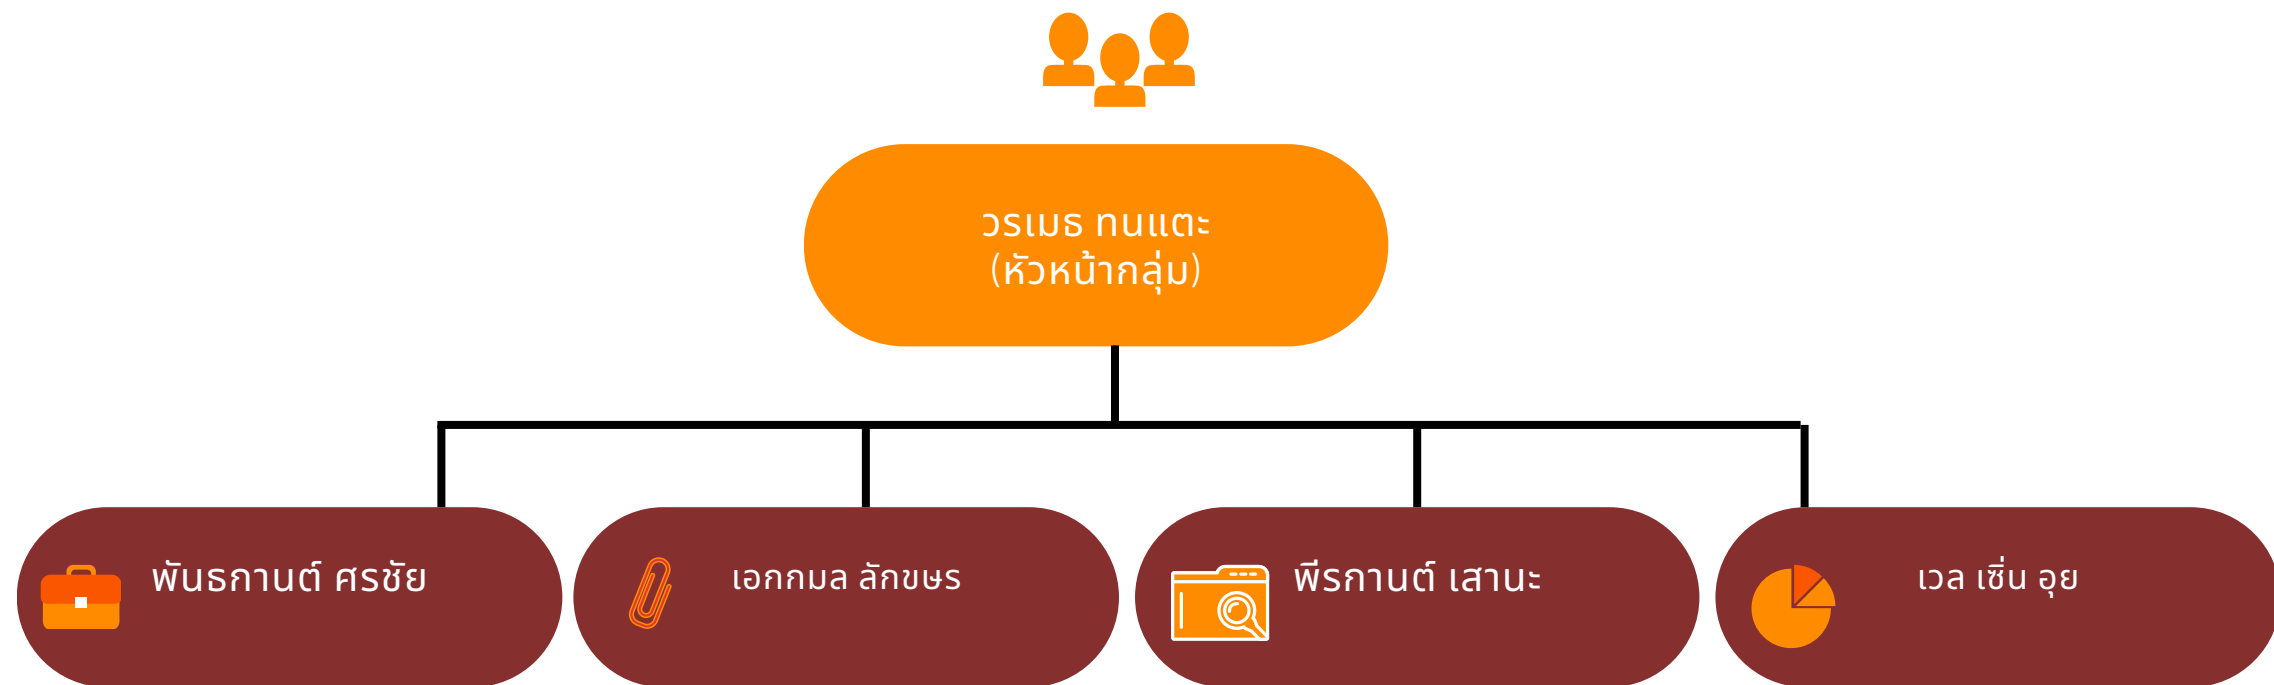 วรเมธ ทนแตะ
(หัวหน้ากลุ่ม)
พันธกานต์ ศรชัย
เอกกมล ลักขษร
พีรกานต์ เสานะ
เวล เซิ่น อุย